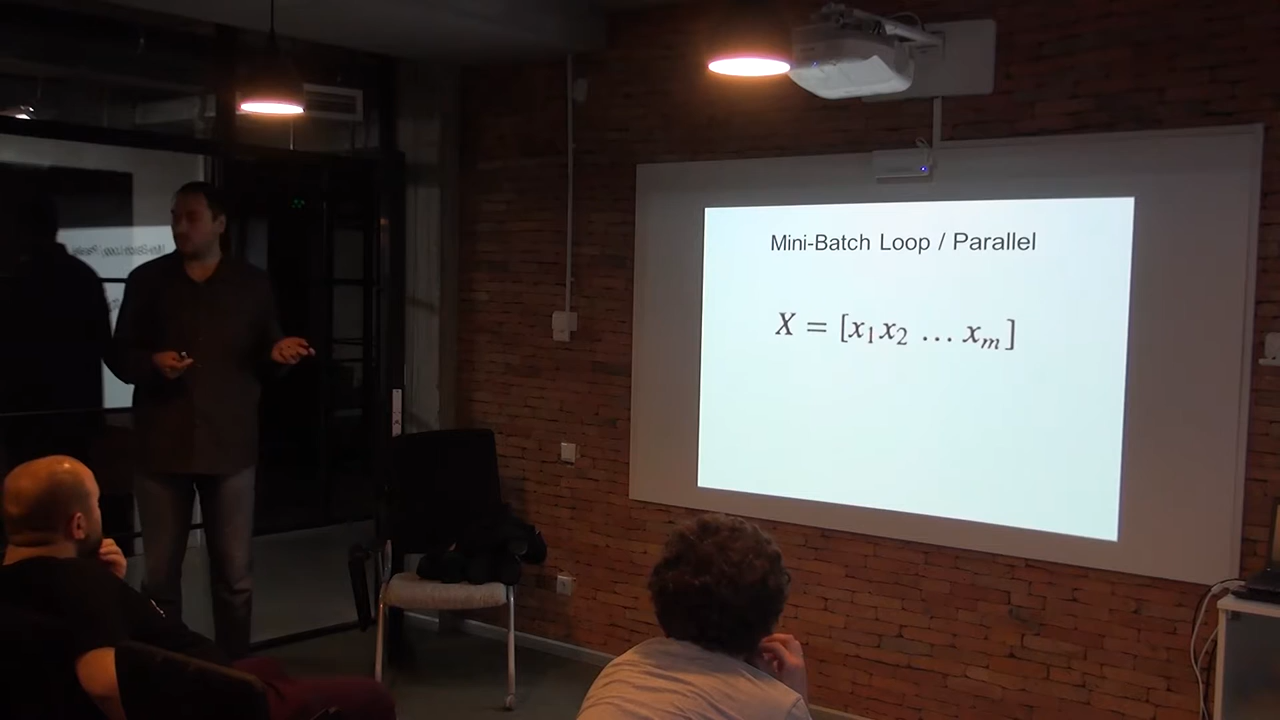 Mini-Batch Loop / Parallel
X = [x₁x₂ … xₘ]